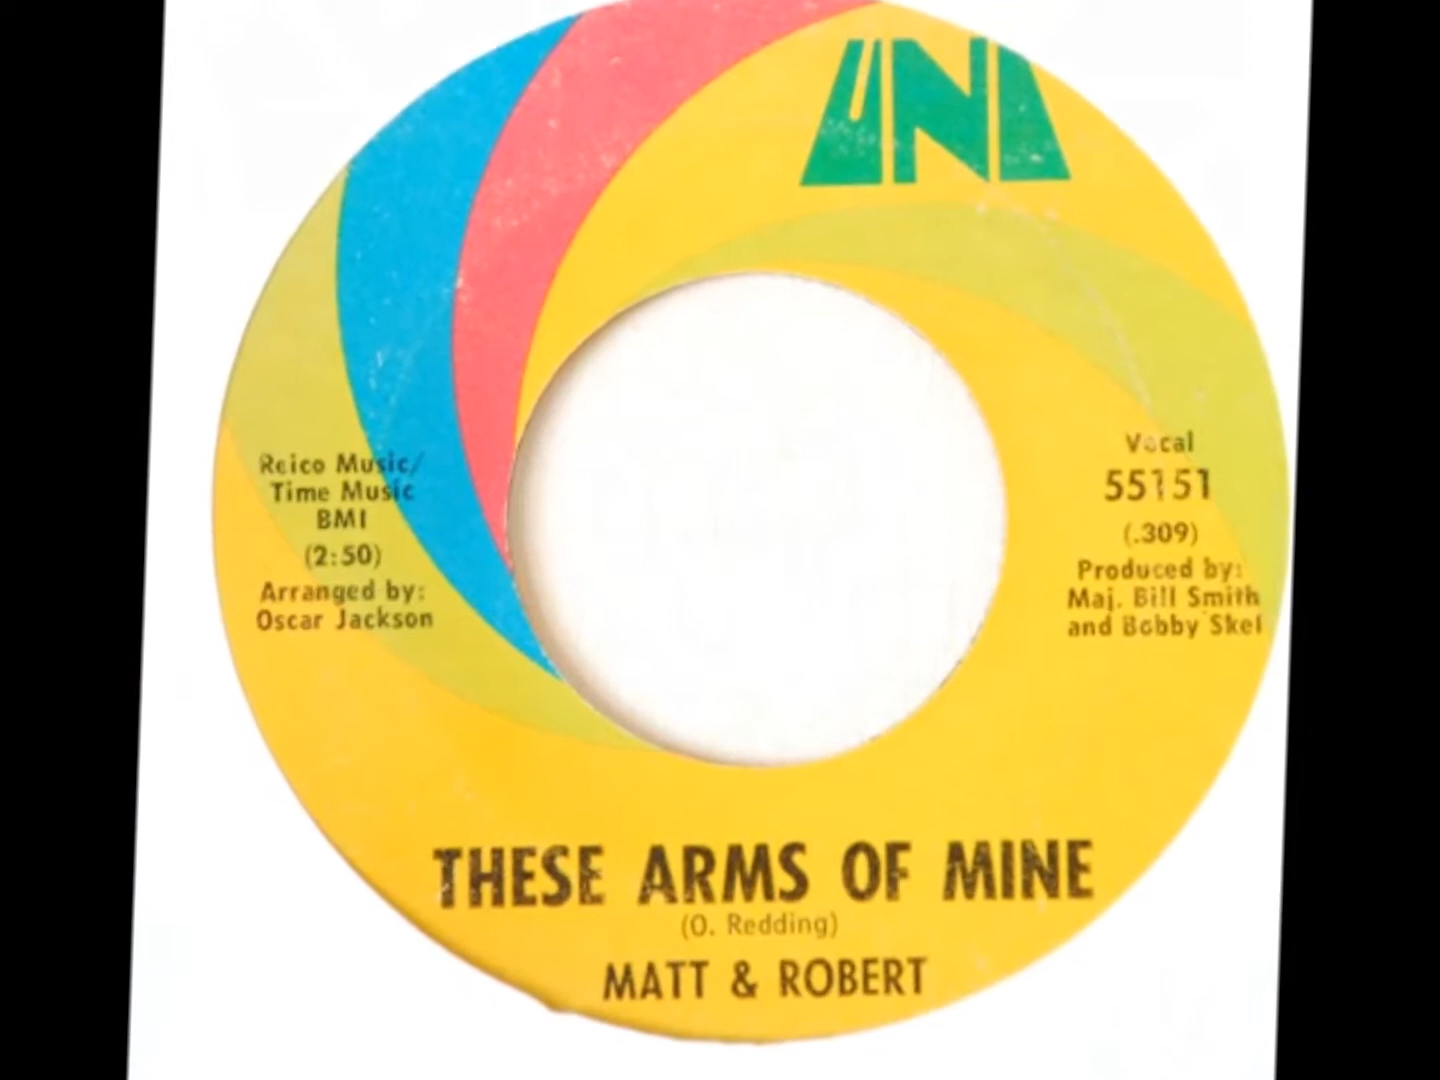 UNI
Reico Music/
Time Music
BMI
(2:50)
Arranged by:
Oscar Jackson
Vocal
55151
(.309)
Produced by:
Maj. Bill Smith
and Bobby Skel
THESE ARMS OF MINE
(O. Redding)
MATT & ROBERT